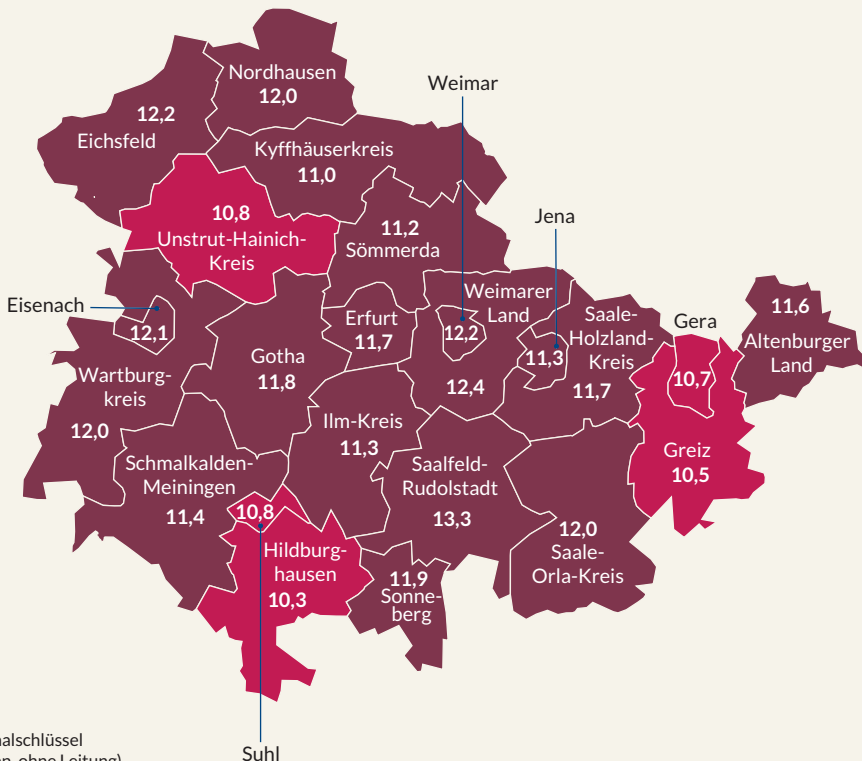 Nordhausen
12,0
Weimar
12,2
Eichsfeld
Kyffhäuserkreis
11,0
10,8
Unstrut-Hainich-
Kreis
11,2
Sömmerda
Jena
Eisenach
12,1
Erfurt
11,7
Weimarer
Land
12,2
12,4
11,3
Saale-
Holzland-
Kreis
11,7
Gera
10,7
11,6
Altenburger
Land
Gotha
11,8
Wartburg-
kreis
12,0
Ilm-Kreis
11,3
Greiz
10,5
Schmalkalden-
Meiningen
11,4
Saalfeld-
Rudolstadt
13,3
10,8
12,0
Saale-
Orla-Kreis
Hildburg-
hausen
10,3
11,9
Sonne-
berg
Suhl
ohne Leitung)